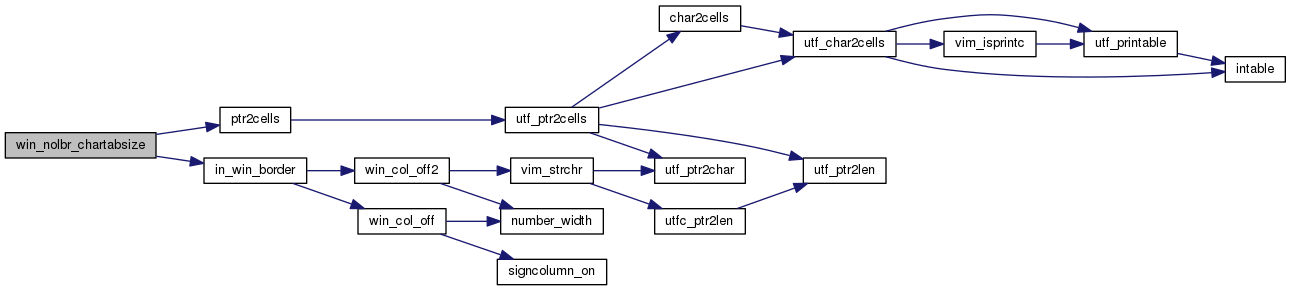 char2cells
utf_char2cells
vim_isprintc
utf_printable
intable
ptr2cells
utf_ptr2cells
win_nolbr_chartabsize
in_win_border
win_col_off2
vim_strchr
utf_ptr2char
utf_ptr2len
win_col_off
number_width
utfc_ptr2len
signcolumn_on